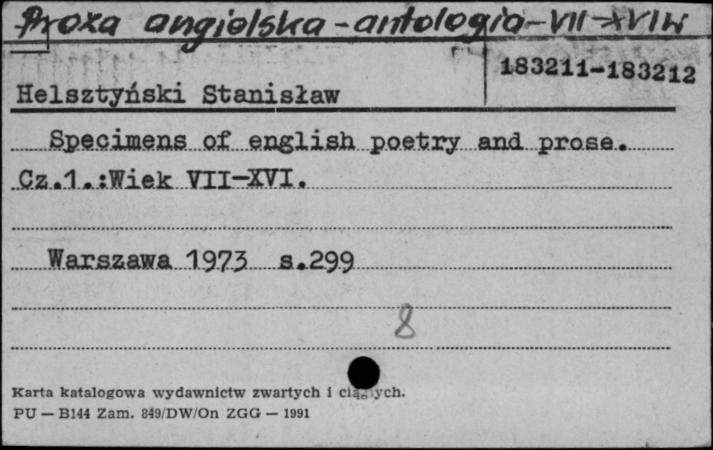 Proza angielska - antologia - VII-XVI w
183211-183212
Helsztyński Stanisław
Specimens of english poetry and prose.
Cz.1.:Wiek VII-XVI.
Warszawa 1973 s.299
8
Karta katalogowa wydawnictw zwartych i ciągłych.
PU — B144 Zam. 849/DW/On ZGG — 1991